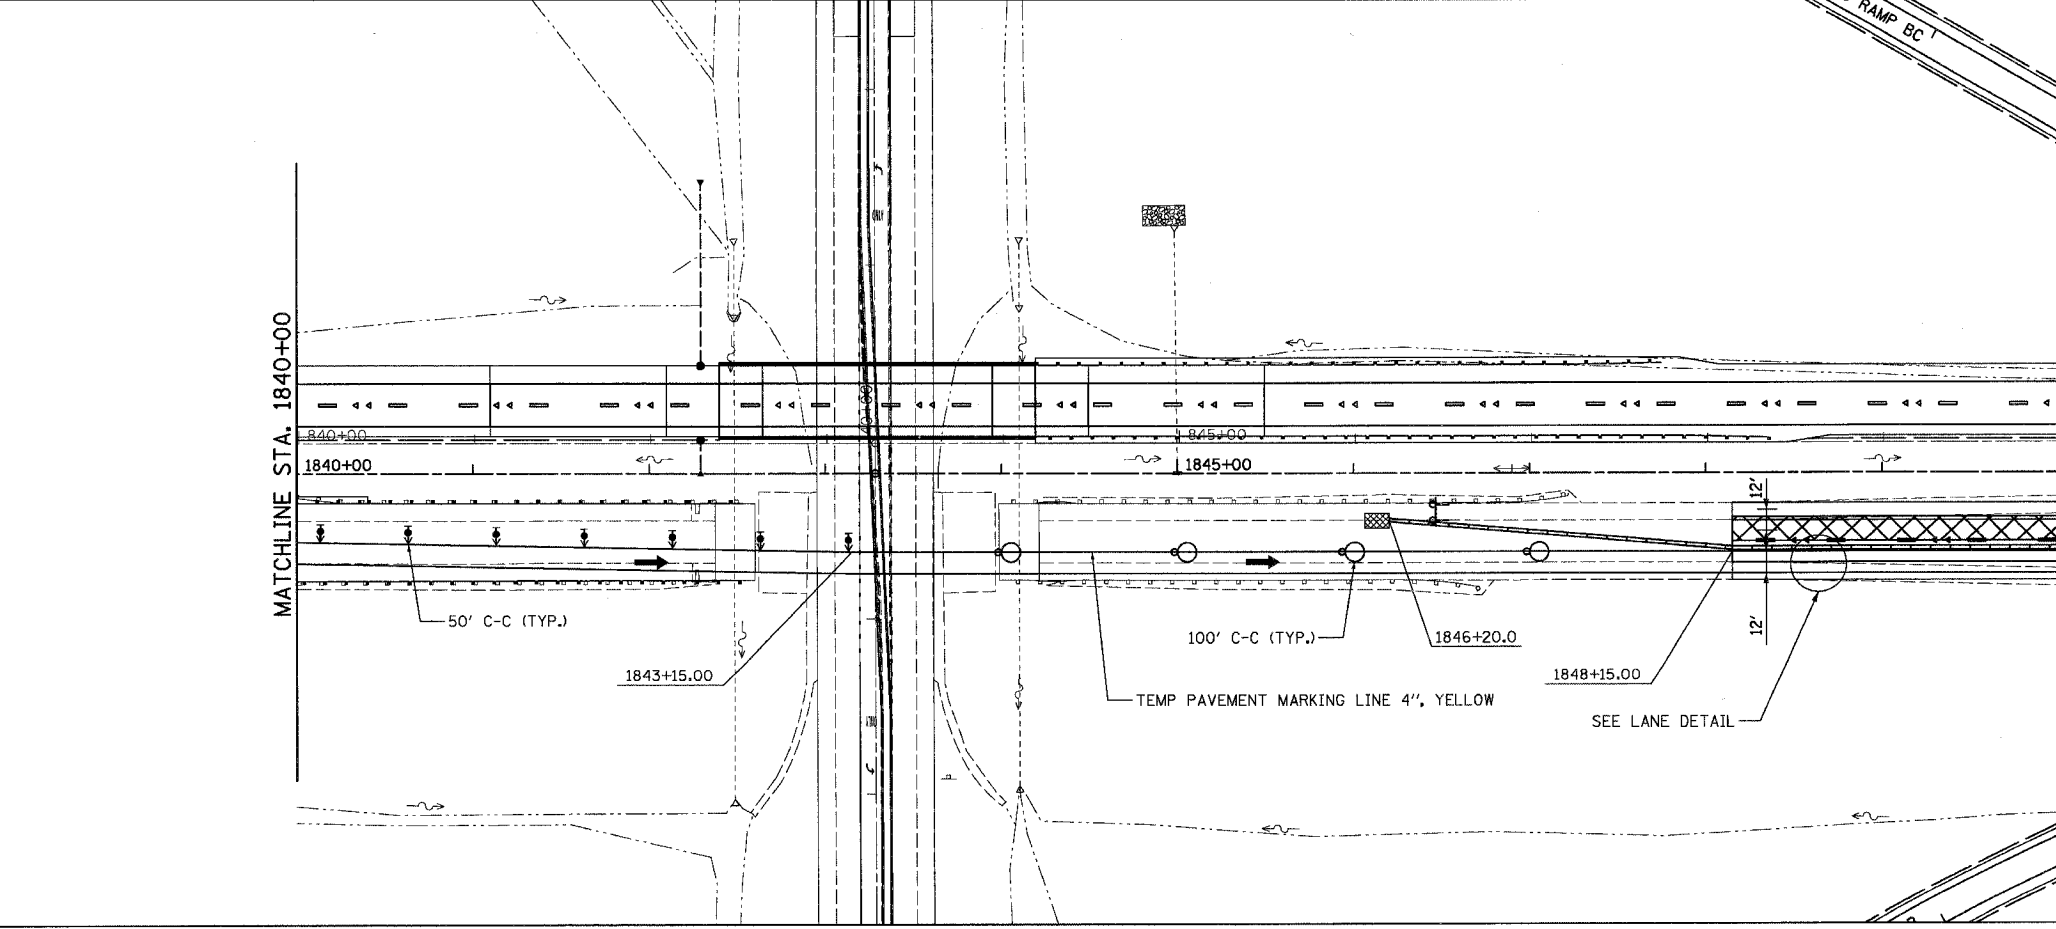 RAMP BC
ONLY
MATCHLINE STA. 1840+00
840+00
845+00
1840+00
1845+00
12'
50' C-C (TYP.)
100' C-C (TYP.)
1846+20.0
12'
1843+15.00
1848+15.00
TEMP PAVEMENT MARKING LINE 4", YELLOW
SEE LANE DETAIL